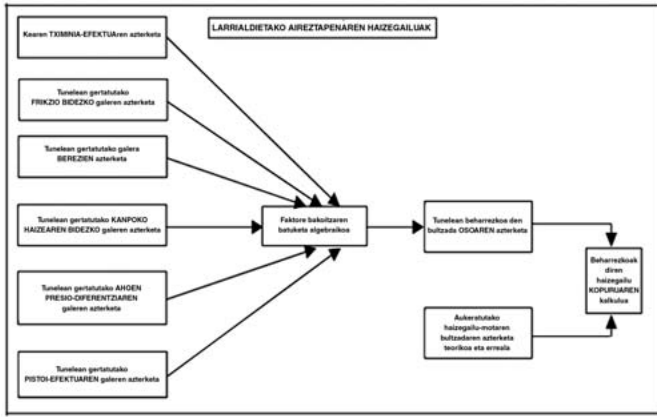 LARRIALDIETAKO AIREZTAPENAREN HAIZEGAILUAK
Kearen TXIMINIA-EFEKTUAren azterketa
Tunelean gertatutako
FRIKZIO BIDEZKO galeren azterketa
Tunelean gertatutako galera
BEREZIEN azterketa
Tunelean gertatutako KANPOKO
HAIZEAREN BIDEZKO galeren azterketa
Tunelean gertatutako AHOEN
PRESIO-DIFERENTZIAREN
galeren azterketa
Tunelean gertatutako
PISTOI-EFEKTUAREN galeren azterketa
Faktore bakoitzaren
batuketa algebraikoa
Tunelean beharrezkoa den
bultzada OSOAREN azterketa
Aukeratutako
haizegailu-motaren
bultzadaren azterketa
teorikoa eta erreala
Beharrezkoak
diren
haizegailu
KOPURUAREN
kalkulua